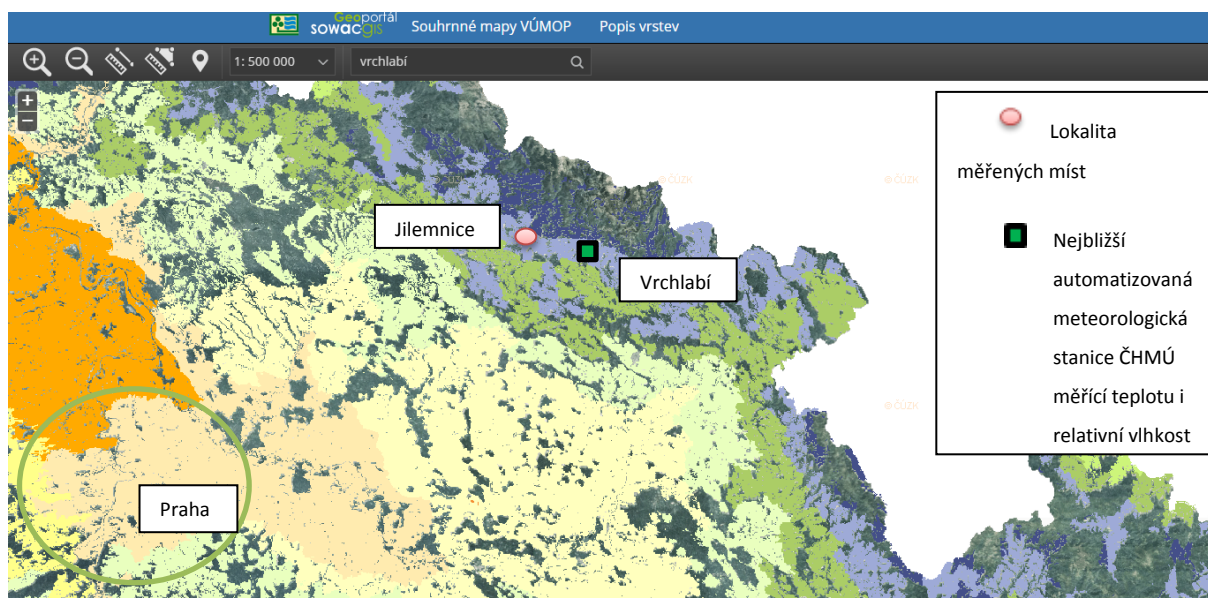 Geoportál
sowac gis
Souhrnné mapy VÚMOP
Popis vrstev
1: 500 000
vrchlabí
+
−
© ČÚZK
© ČÚZK
© ČÚZK
Jilemnice
Vrchlabí
© ČÚZK
Praha
Lokalita
měřených míst
Nejbližší
automatizovaná
meteorologická
stanice ČHMÚ
měřící teplotu i
relativní vlhkost